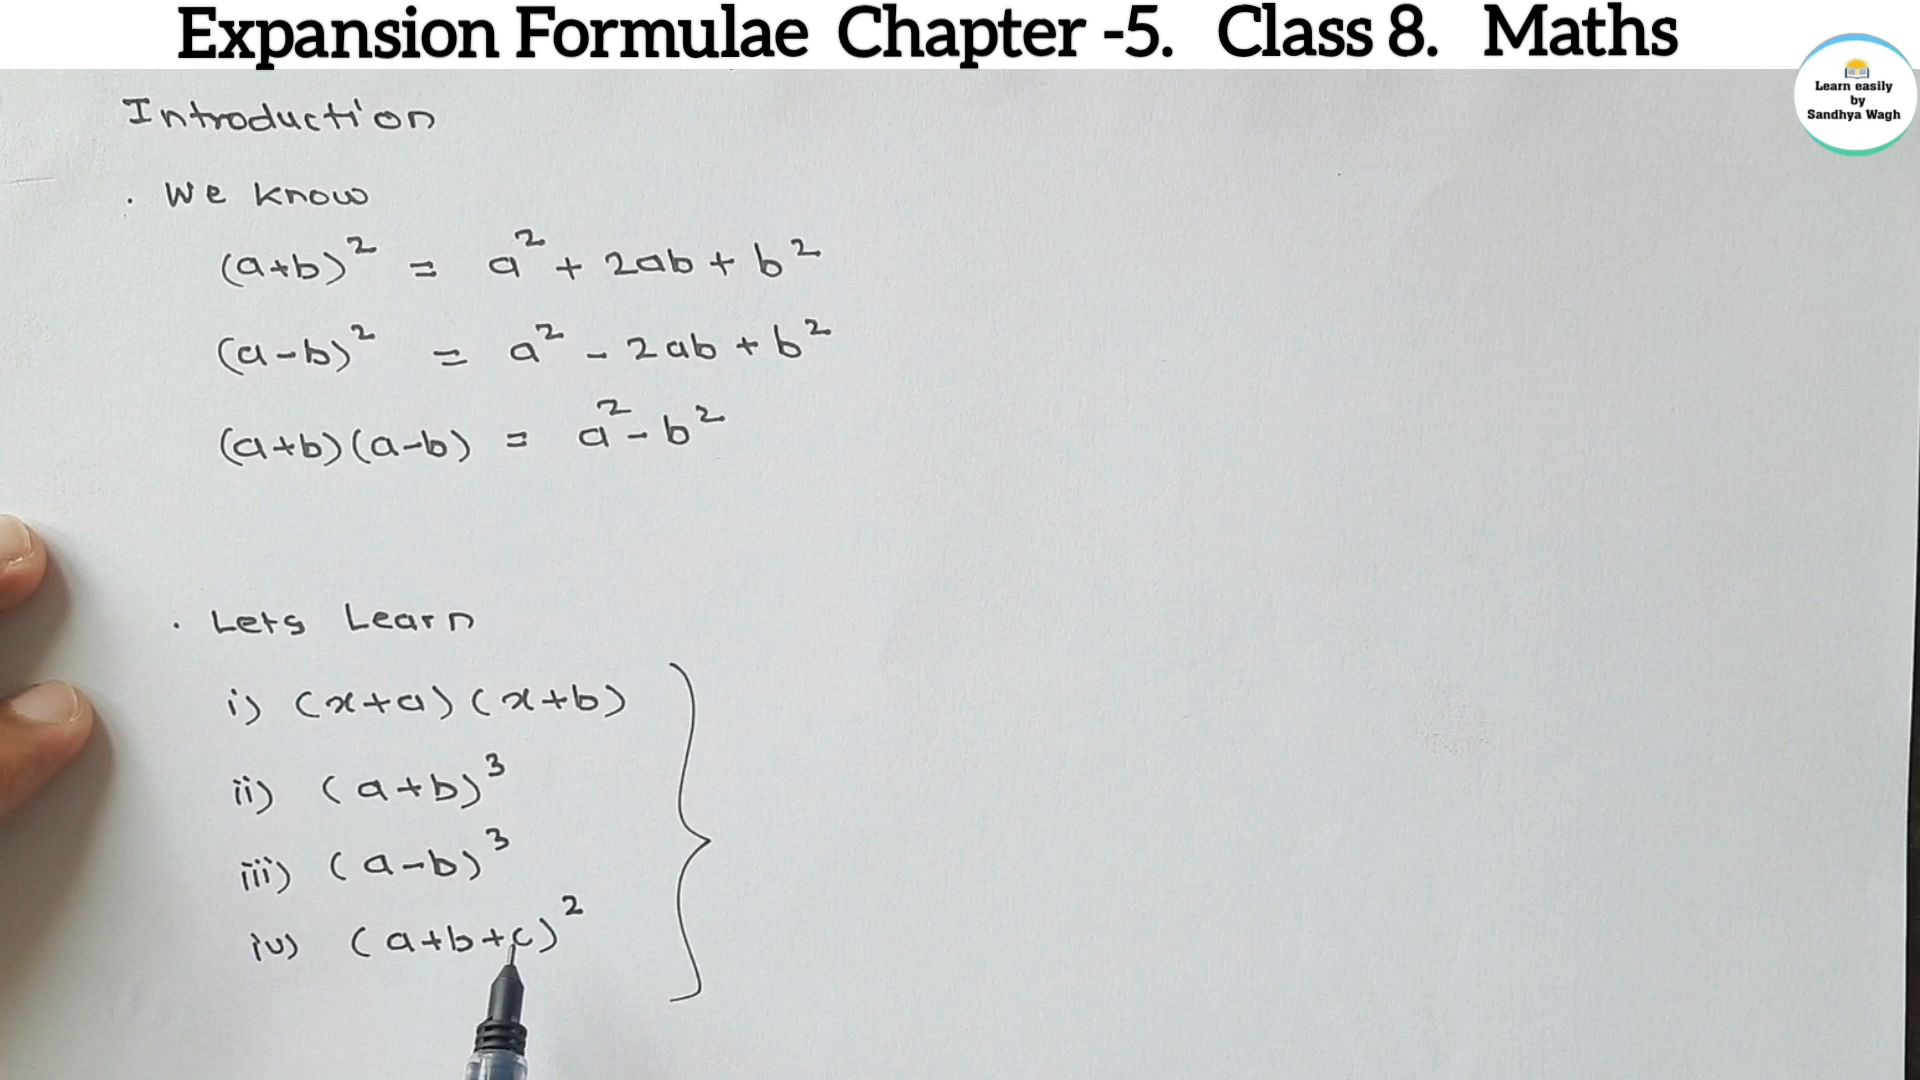 Expansion Formulae Chapter -5. Class 8. Maths
Learn easily
by
Sandhya Wagh
Introduction
. We know
(a+b)² = a² + 2ab + b²
(a-b)² = a² - 2ab + b²
(a+b)(a-b) = a² - b²
. Lets Learn
i) (x+a)(x+b)
ii) (a+b)³
iii) (a-b)³
iv) (a+b+c)²